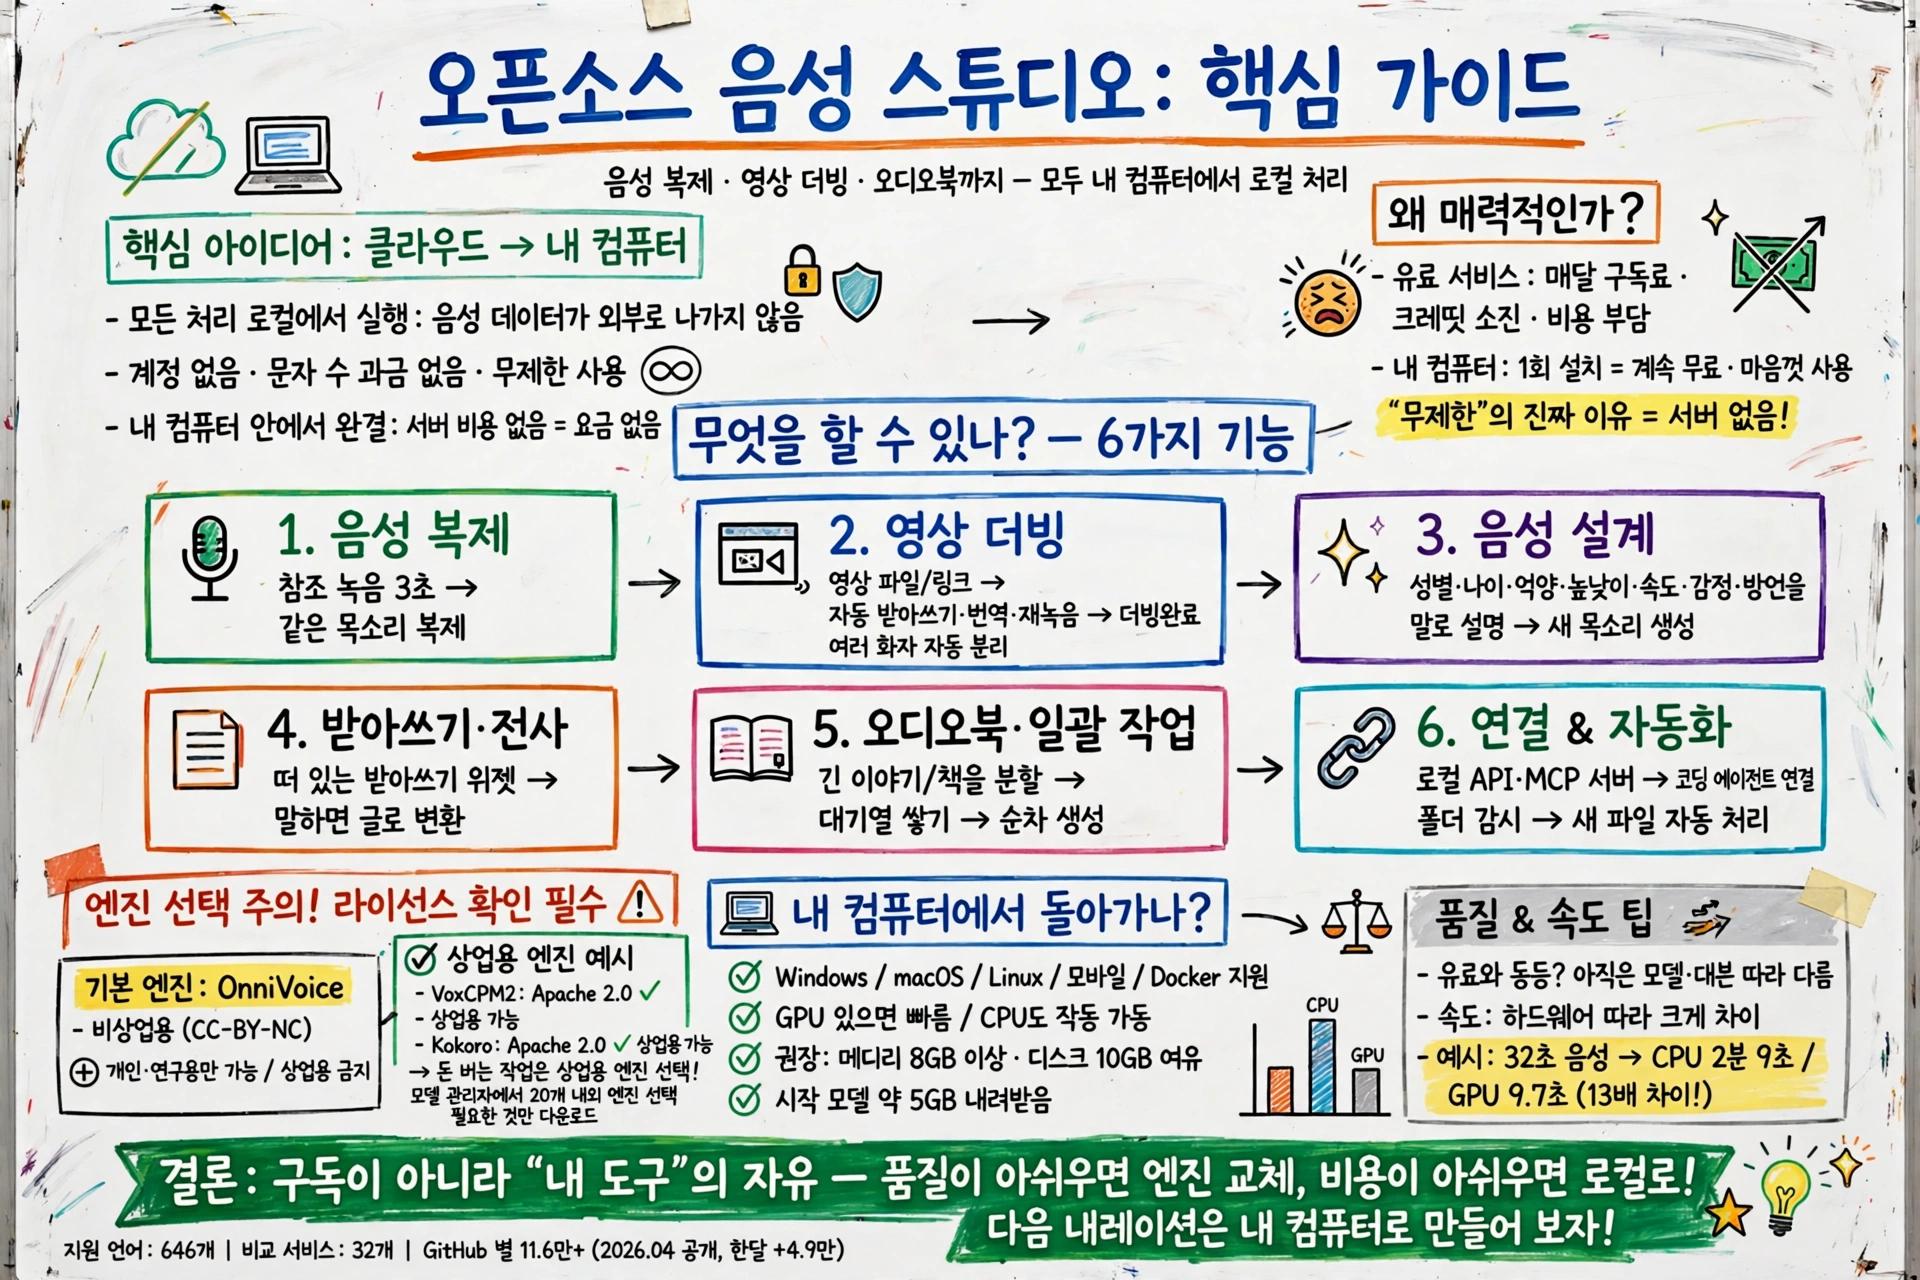 오픈소스 음성 스튜디오: 핵심 가이드
음성 복제 · 영상 더빙 · 오디오북까지 – 모두 내 컴퓨터에서 로컬 처리
핵심 아이디어: 클라우드 → 내 컴퓨터
- 모든 처리 로컬에서 실행: 음성 데이터가 외부로 나가지 않음
- 계정 없음 · 문자 수 과금 없음 · 무제한 사용 ∞
- 내 컴퓨터 안에서 완결: 서버 비용 없음 = 요금 없음
→
왜 매력적인가?
- 유료 서비스: 매달 구독료 ·
크레띳 소진 · 비용 부담
- 내 컴퓨터: 1회 설치 = 계속 무료 · 마음껏 사용
“무제한”의 진짜 이유 = 서버 없음!
무엇을 할 수 있나? – 6가지 기능
1. 음성 복제
참조 녹음 3초 →
같은 목소리 복제
2. 영상 더빙
영상 파일/링크 →
자동 받아쓰기·번역·재녹음 → 더빙완료
여러 화자 자동 분리
3. 음성 설계
성별·나이·억양·높낮이·속도·감정·방언을
말로 설명 → 새 목소리 생성
4. 받아쓰기·전사
떠 있는 받아쓰기 위젯 →
말하면 글로 변환
5. 오디오북·일괄 작업
긴 이야기/책을 분할 →
대기열 쌓기 → 순차 생성
6. 연결 & 자동화
로컬 API·MCP 서버 → 코딩 에이전트 연결
폴더 감시 → 새 파일 자동 처리
엔진 선택 주의! 라이선스 확인 필수
기본 엔진: OnniVoice
- 비상업용 (CC-BY-NC)
⊕ 개인·연구용만 가능 / 상업용 금지
상업용 엔진 예시
- VoxCPM2: Apache 2.0 ✓
- 상업용 가능
- Kokoro: Apache 2.0 ✓ 상업용가능
→ 돈 버는 작업은 상업용 엔진 선택!
모델 관리자에서 20개 내외 엔진 선택
필요한 것만 다운로드
내 컴퓨터에서 돌아가나?
Windows / macOS / Linux / 모바일 / Docker 지원
GPU 있으면 빠름 / CPU도 작동 가동
권장: 메디리 8GB 이상 · 디스크 10GB 여유
시작 모델 약 5GB 내려받음
CPU
GPU
품질 & 속도 팁
- 유료와 동등? 아직은 모델·대본 따라 다름
- 속도: 하드웨어 따라 크게 차이
- 예시: 32초 음성 → CPU 2분 9초 /
GPU 9.7초 (13배 차이!)
결론: 구독이 아니라 “내 도구”의 자유 – 품질이 아쉬우면 엔진 교체, 비용이 아쉬우면 로컬로!
다음 내레이션은 내 컴퓨터로 만들어 보자!
지원 언어: 646개 | 비교 서비스: 32개 | GitHub 별 11.6만+ (2026.04 공개, 한달 +4.9만)